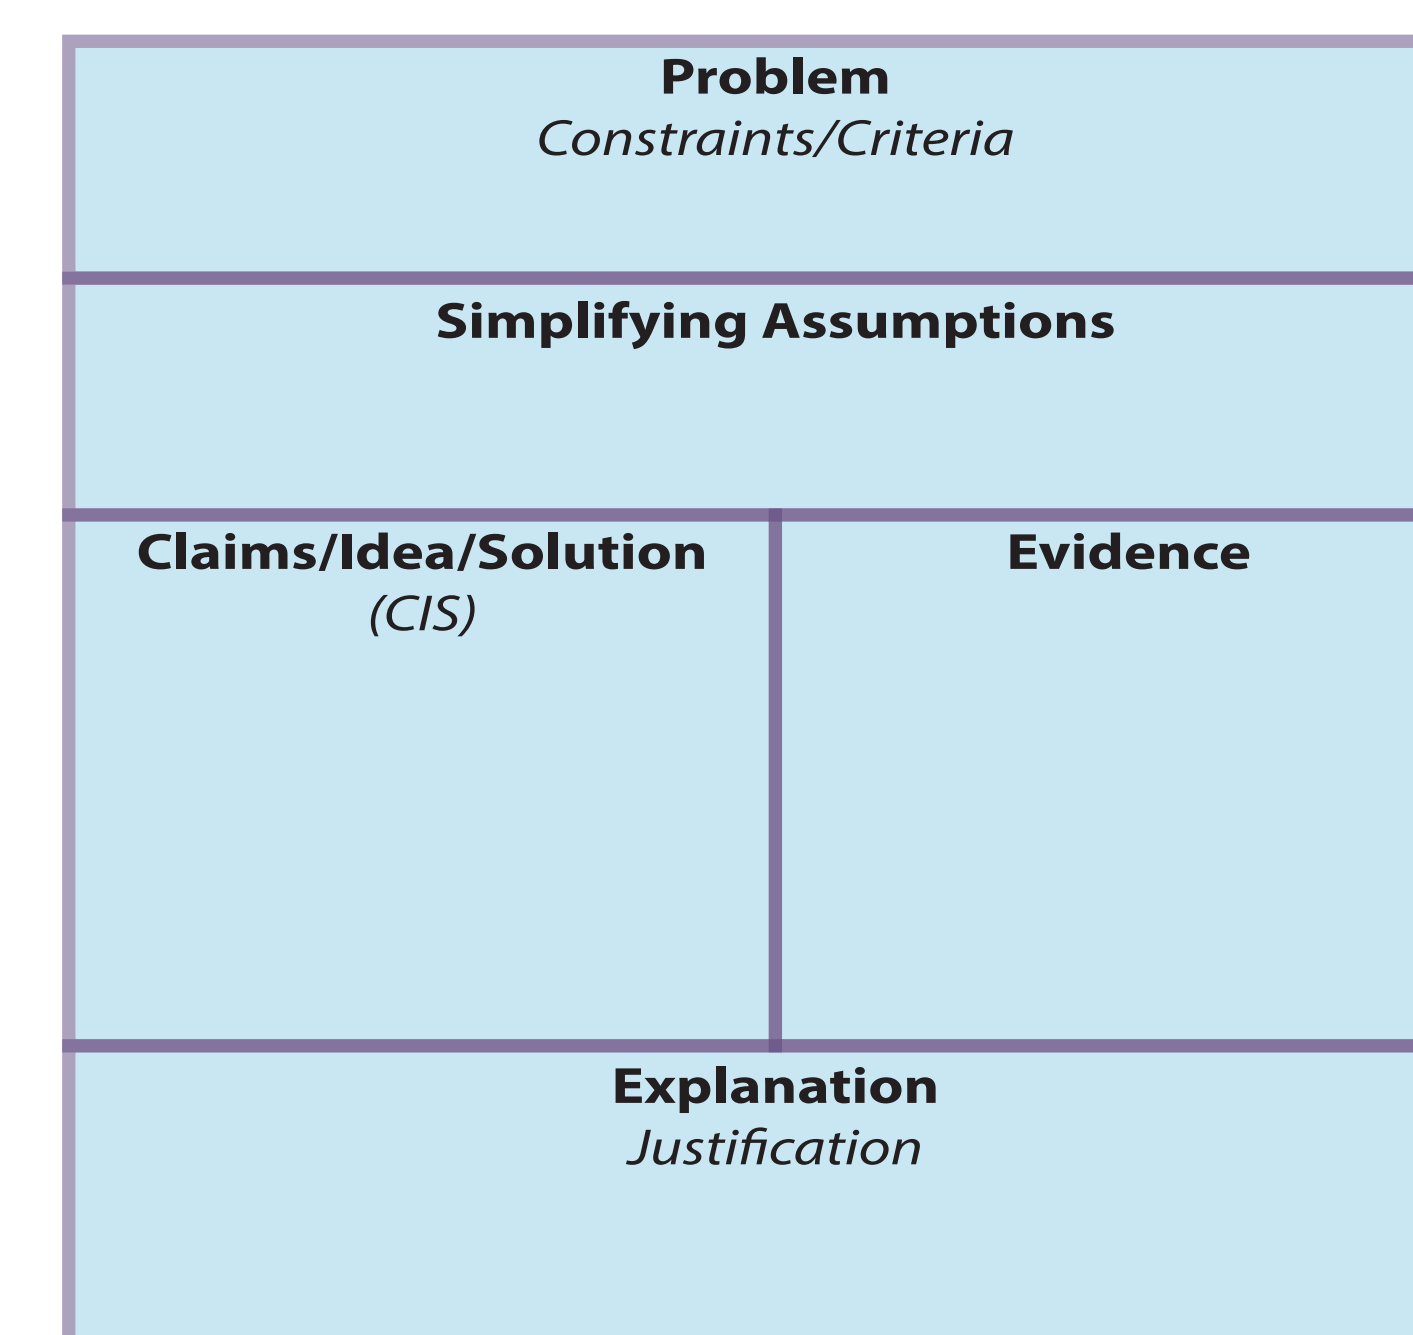 Problem
Constraints/Criteria
Simplifying Assumptions
Claims/Idea/Solution
(CIS)
Evidence
Explanation
Justification